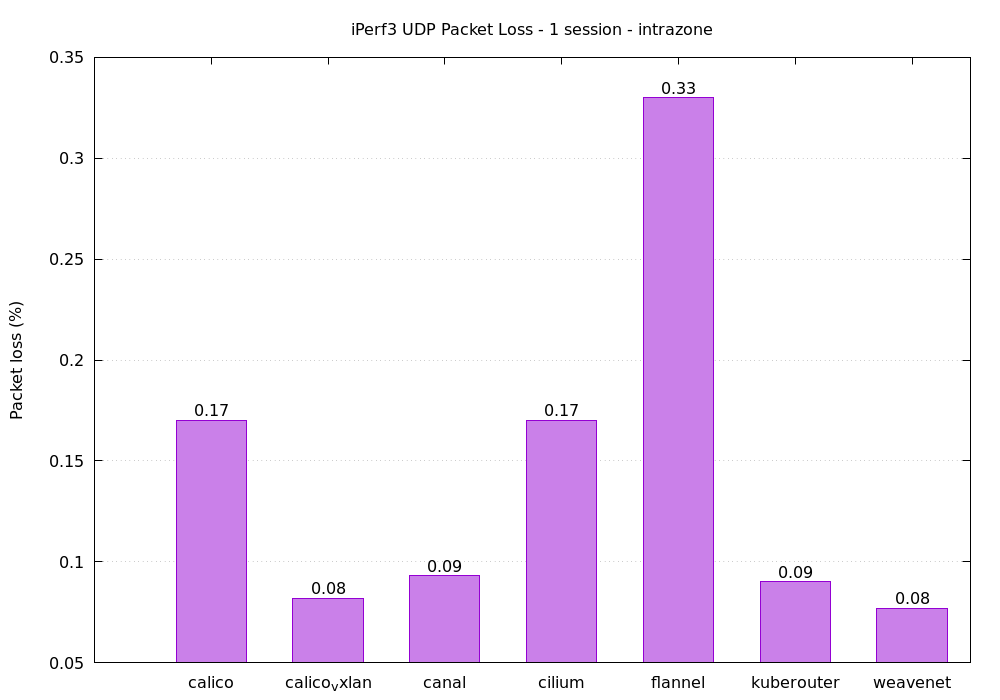 iPerf3 UDP Packet Loss - 1 session - intrazone
0.35
0.3
0.25
0.2
0.15
0.1
0.05
Packet loss (%)
0.17
0.08
0.09
0.17
0.33
0.09
0.08
calico
calicovxlan
canal
cilium
flannel
kuberouter
weavenet